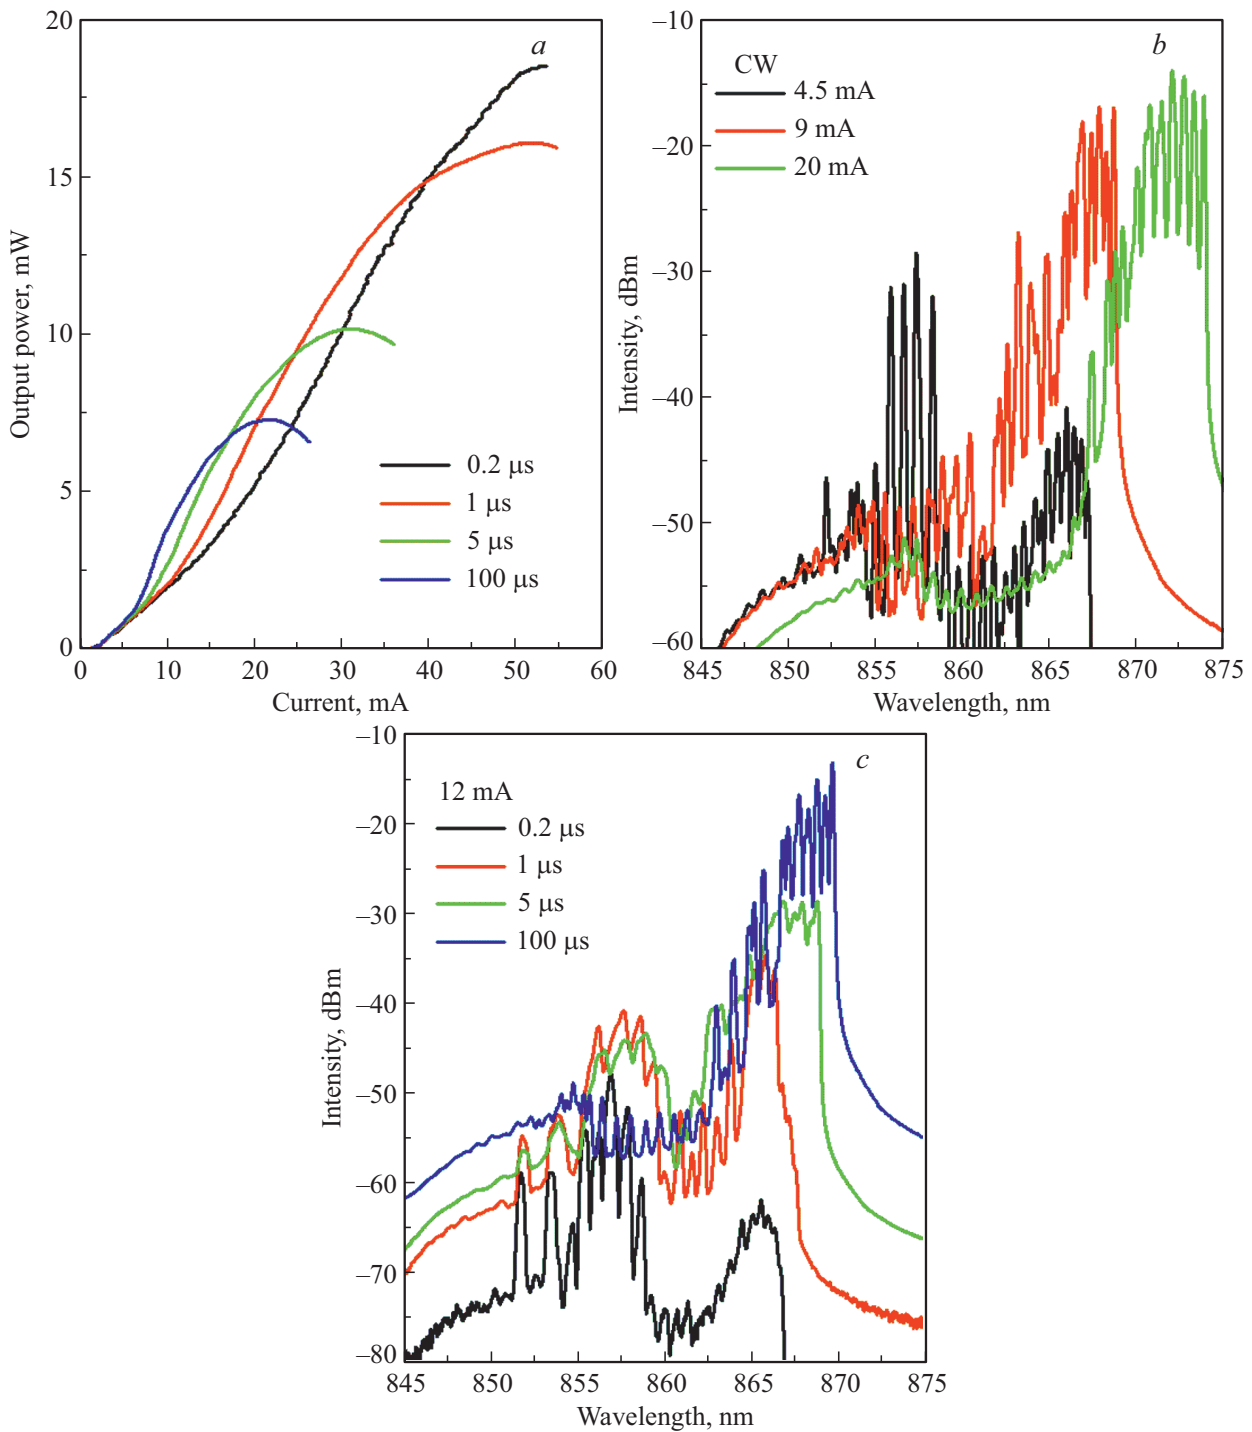 a
20
15
10
5
0
Output power, mW
0.2 μs
1 μs
5 μs
100 μs
0 10 20 30 40 50 60
Current, mA
b
–10
–20
–30
–40
–50
–60
Intensity, dBm
CW
4.5 mA
9 mA
20 mA
845 850 855 860 865 870 875
Wavelength, nm
c
–10
–20
–30
–40
–50
–60
–70
–80
Intensity, dBm
12 mA
0.2 μs
1 μs
5 μs
100 μs
845 850 855 860 865 870 875
Wavelength, nm